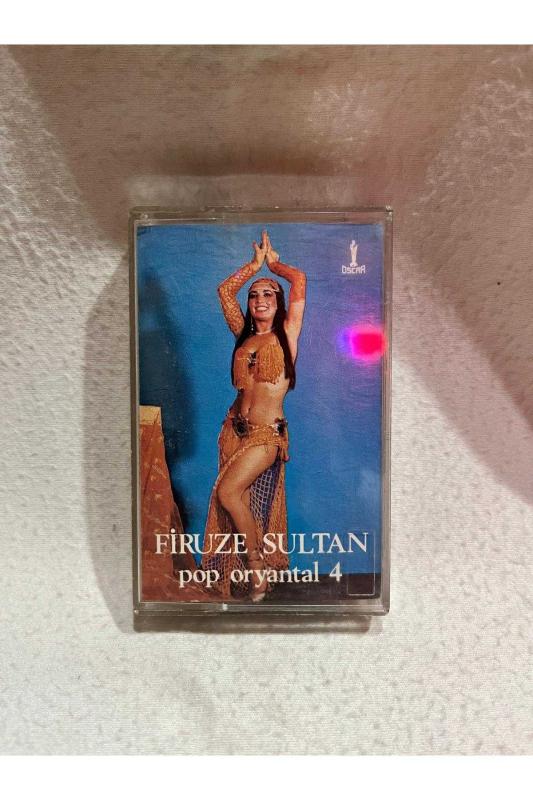 OSCAR
FİRUZE SULTAN
pop oryantal 4